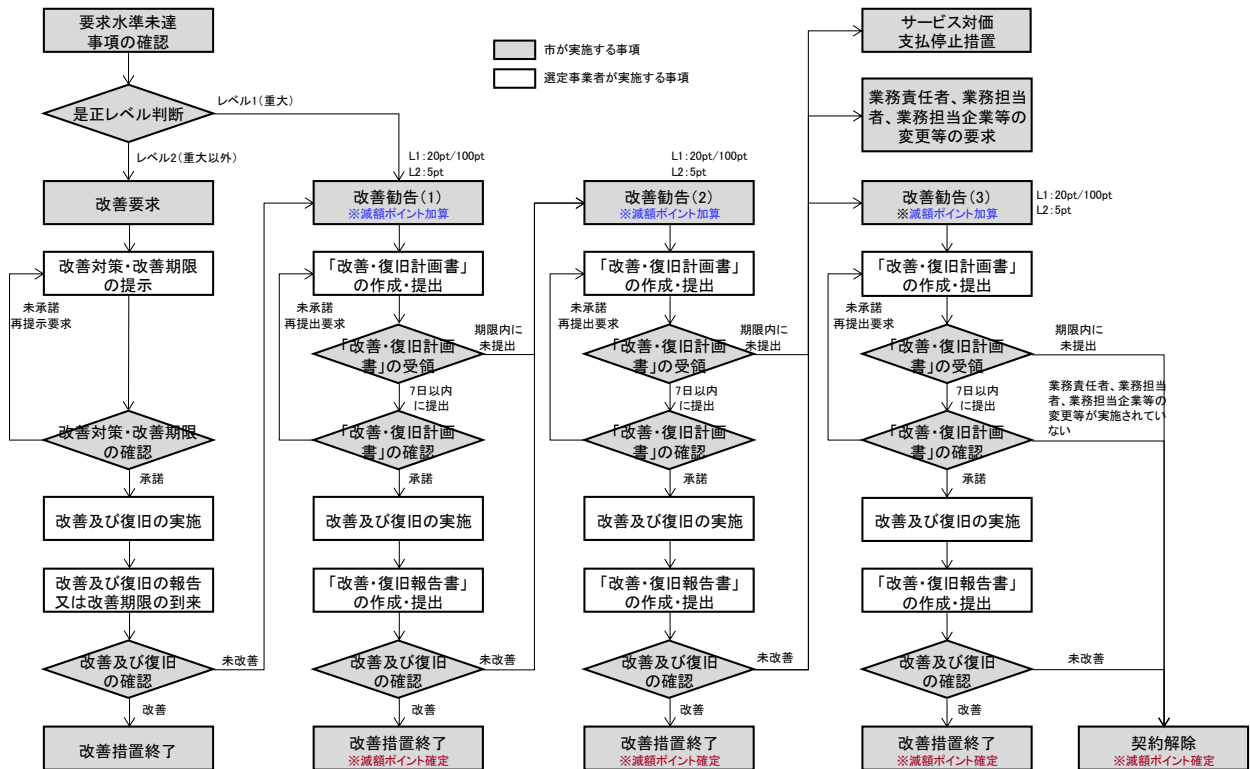 要求水準未達
事項の確認
是正レベル判断
レベル1(重大)
レベル2(重大以外)
改善要求
改善対策・改善期限
の提示
未承諾
再提示要求
改善対策・改善期限
の確認
承諾
改善及び復旧の実施
改善及び復旧の報告
又は改善期限の到来
改善及び復旧
の確認
未改善
改善
改善措置終了
市が実施する事項
選定事業者が実施する事項
L1:20pt/100pt
L2:5pt
改善勧告(1)
※減額ポイント加算
「改善・復旧計画書」
の作成・提出
未承諾
再提出要求
「改善・復旧計画
書」の受領
期限内に
未提出
7日以内
に提出
「改善・復旧計画
書」の確認
承諾
改善及び復旧の実施
「改善・復旧報告書」
の作成・提出
改善及び復旧
の確認
未改善
改善
改善措置終了
※減額ポイント確定
L1:20pt/100pt
L2:5pt
改善勧告(2)
※減額ポイント加算
「改善・復旧計画書」
の作成・提出
未承諾
再提出要求
「改善・復旧計画
書」の受領
期限内に
未提出
7日以内
に提出
「改善・復旧計画
書」の確認
承諾
改善及び復旧の実施
「改善・復旧報告書」
の作成・提出
改善及び復旧
の確認
未改善
改善
改善措置終了
※減額ポイント確定
サービス対価
支払停止措置
業務責任者、業務担当
者、業務担当企業等の
変更等の要求
改善勧告(3)
※減額ポイント加算
L1:20pt/100pt
L2:5pt
「改善・復旧計画書」
の作成・提出
未承諾
再提出要求
「改善・復旧計画
書」の受領
期限内に
未提出
7日以内
に提出
業務責任者、業務担当
者、業務担当企業等の
変更等が実施されてい
ない
「改善・復旧計画
書」の確認
承諾
改善及び復旧の実施
「改善・復旧報告書」
の作成・提出
改善及び復旧
の確認
未改善
改善
改善措置終了
※減額ポイント確定
契約解除
※減額ポイント確定